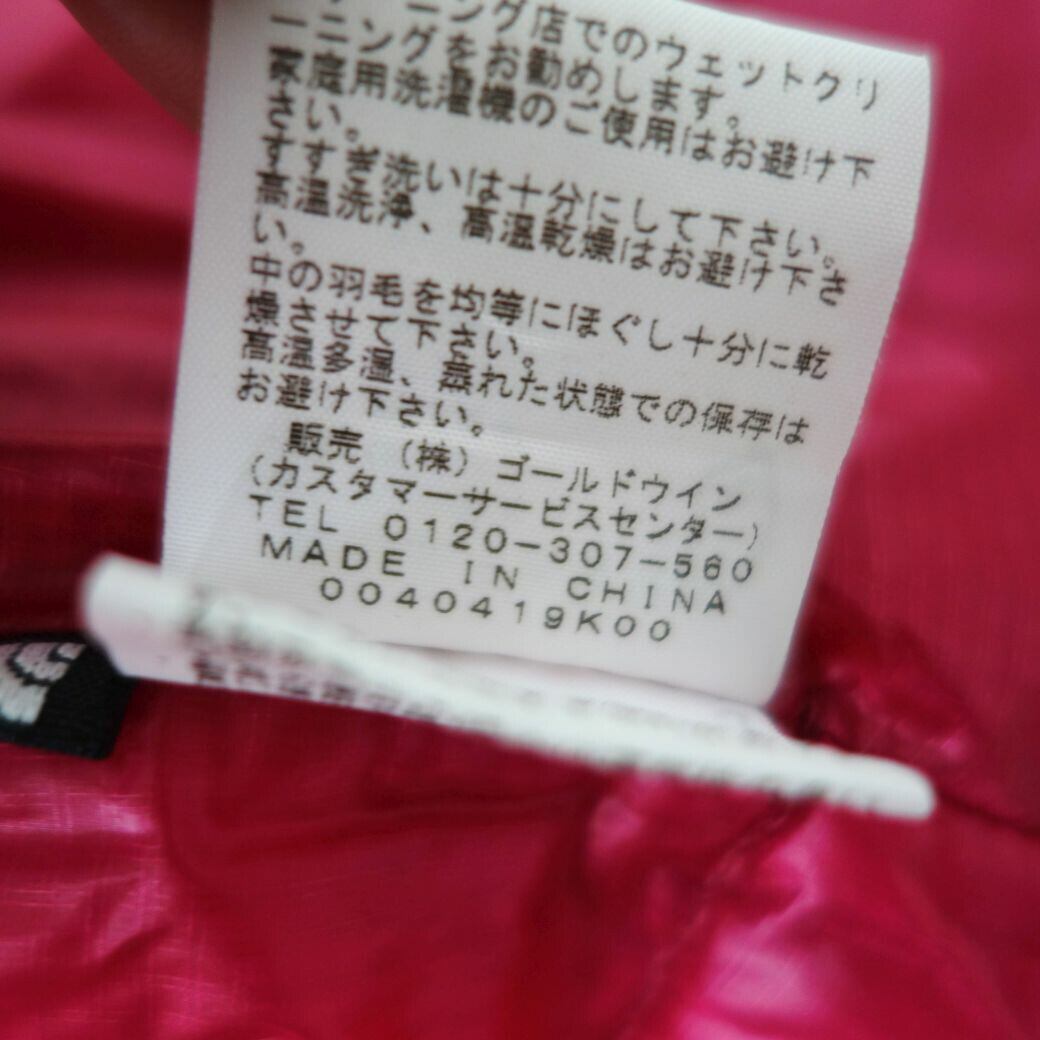 ーニング店でのウェットクリ
ーニングをお勧めします。
家庭用洗濯機のご使用はお避け下
さい。
すすぎ洗いは十分にして下さい。
高温洗浄、高温乾燥はお避け下さ
い。
中の羽毛を均等にほぐし十分に乾
燥させて下さい。
高温多湿、濡れた状態での保存は
お避け下さい。
販売 (株)ゴールドウイン
(カスタマーサービスセンター)
TEL 0120-307-560
MADE IN CHINA
0040419K00